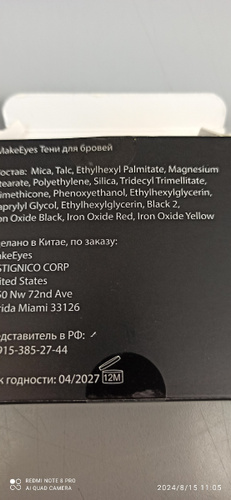 MakeEyes Тени для бровей
остав: Mica, Talc, Ethylhexyl Palmitate, Magnesium
tearate, Polyethylene, Silica, Tridecyl Trimellitate,
imethicone, Phenoxyethanol, Ethylhexylglycerin,
aprylyl Glycol, Ethylhexylglycerin, Black 2,
on Oxide Black, Iron Oxide Red, Iron Oxide Yellow
делано в Китае, по заказу:
akeEyes
STIGNICO CORP
ited States
50 Nw 72nd Ave
rida Miami 33126
едставитель в РФ:
915-385-27-44
к годности: 04/2027 12M
REDMI NOTE 8 PRO
AI QUAD CAMERA
2024/8/15 11:05